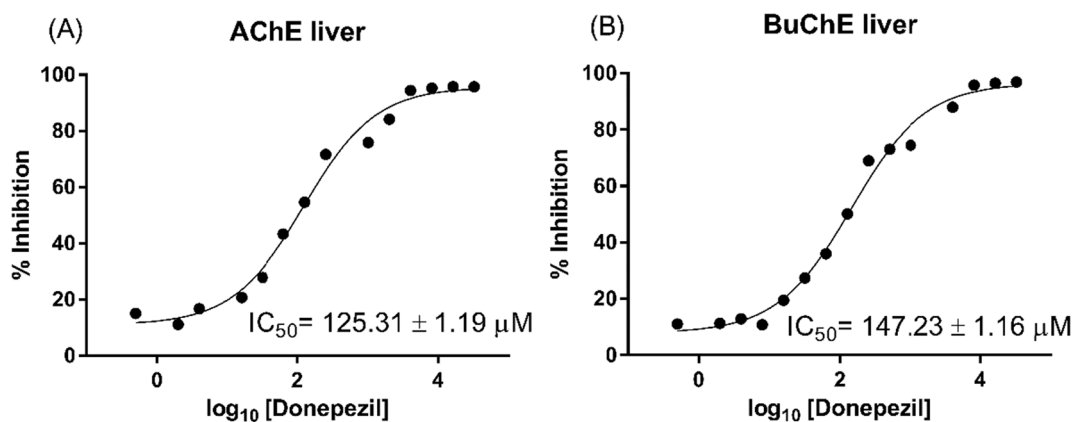 (A)
AChE liver
% Inhibition
100
80
60
40
20
0
IC50= 125.31 ± 1.19 μM
0 2 4
log10 [Donepezil]
(B)
BuChE liver
% Inhibition
100
80
60
40
20
0
IC50= 147.23 ± 1.16 μM
0 2 4
log10 [Donepezil]